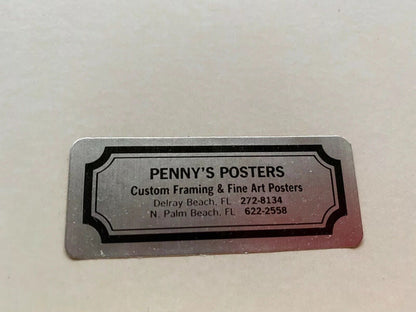 PENNY'S POSTERS
Custom Framing & Fine Art Posters
Delray Beach, FL 272-8134
N. Palm Beach, FL 622-2558